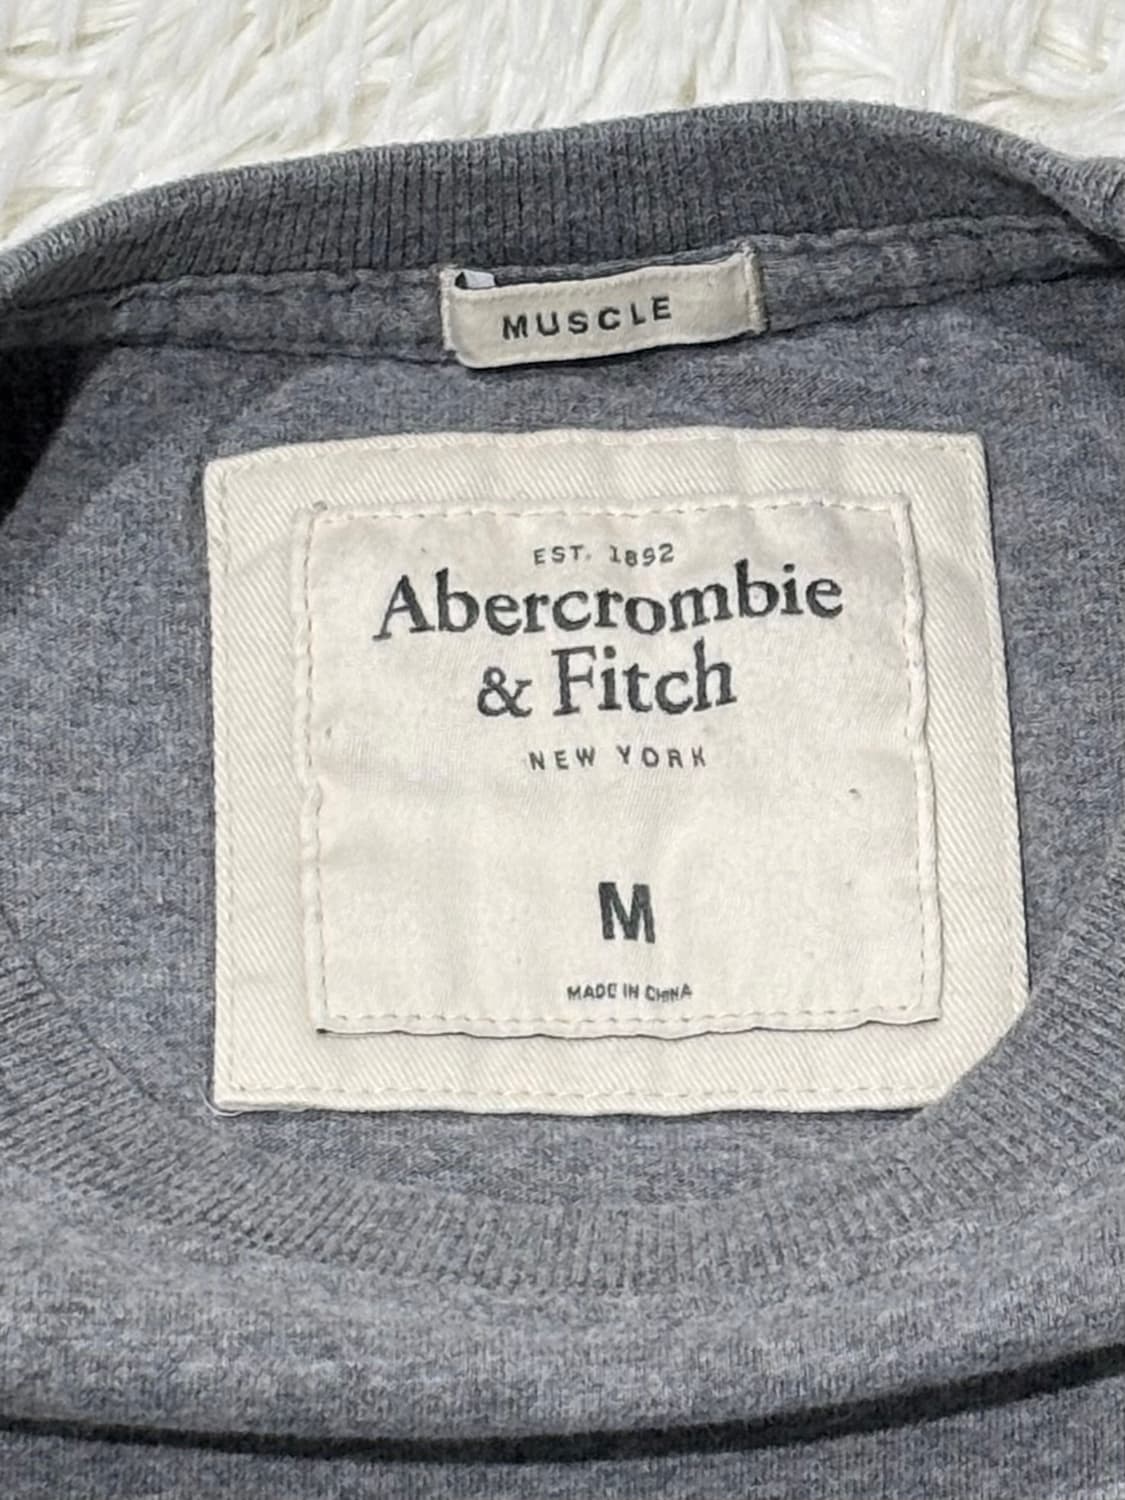 MUSCLE
EST. 1892
Abercrombie
& Fitch
NEW YORK
M
MADE IN CHINA